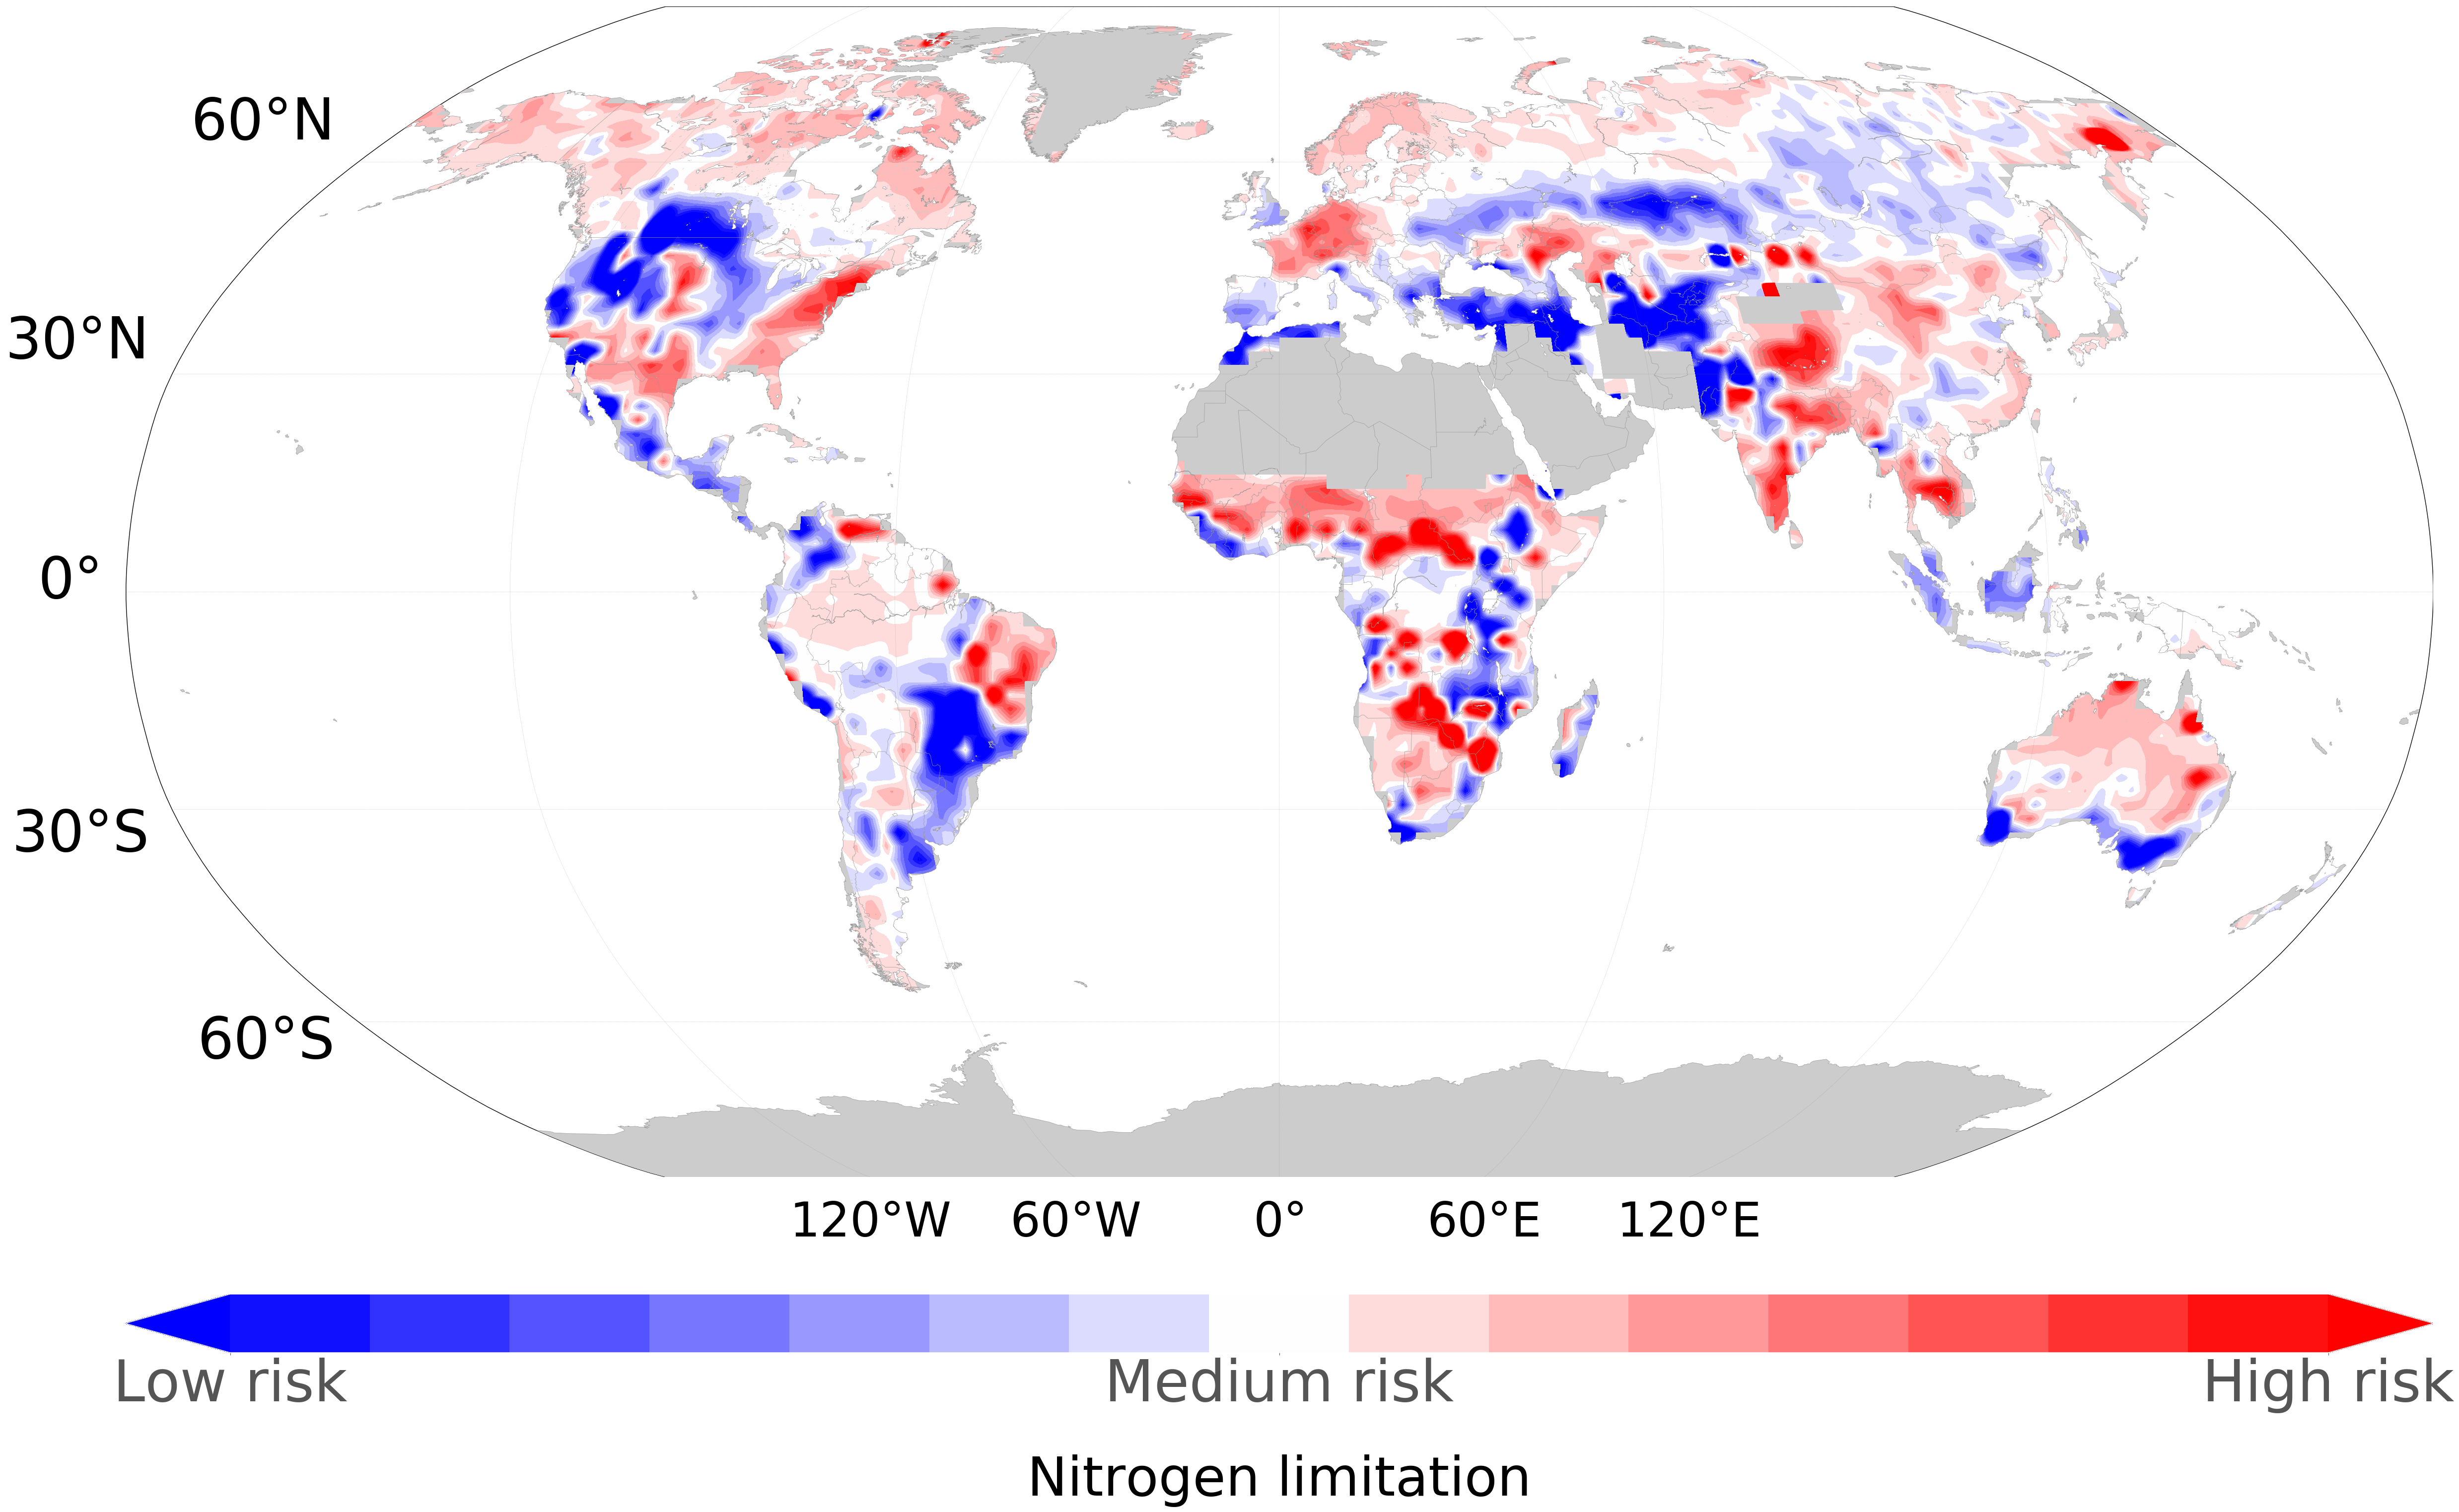 60°N
30°N
0°
30°S
60°S
120°W 60°W 0° 60°E 120°E
Low risk Medium risk High risk
Nitrogen limitation